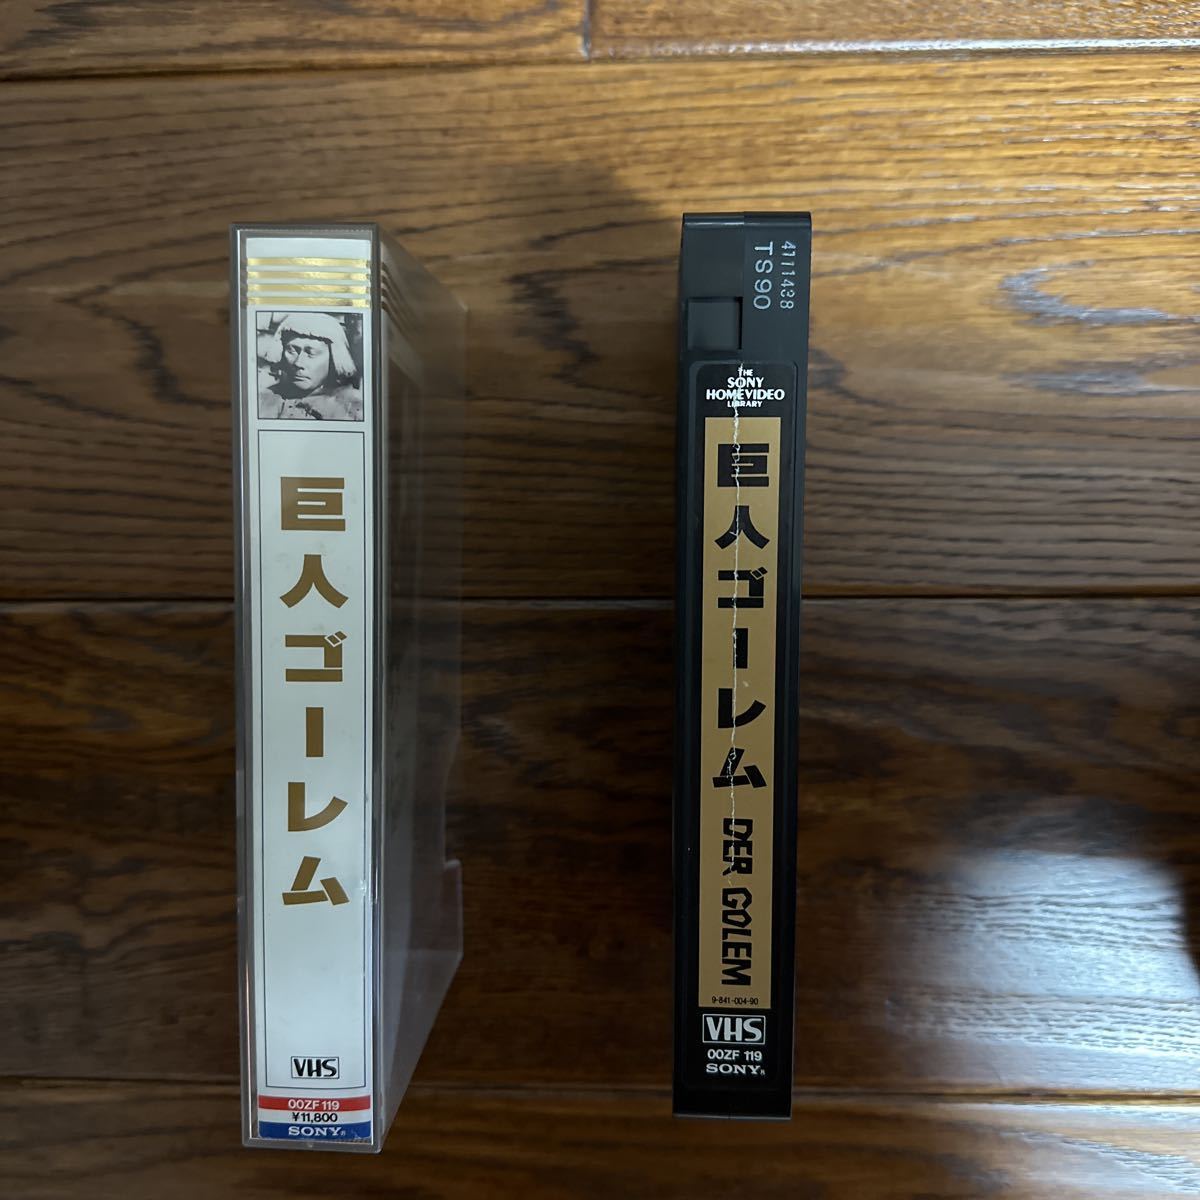 巨人ゴーレム
VHS
00ZF 119
¥11,800
SONY®
4111438
TS90
THE
SONY
HOMEVIDEO
LIBRARY
巨人ゴーレム DER GOLEM
9-841-004-90
VHS
00ZF 119
SONY®